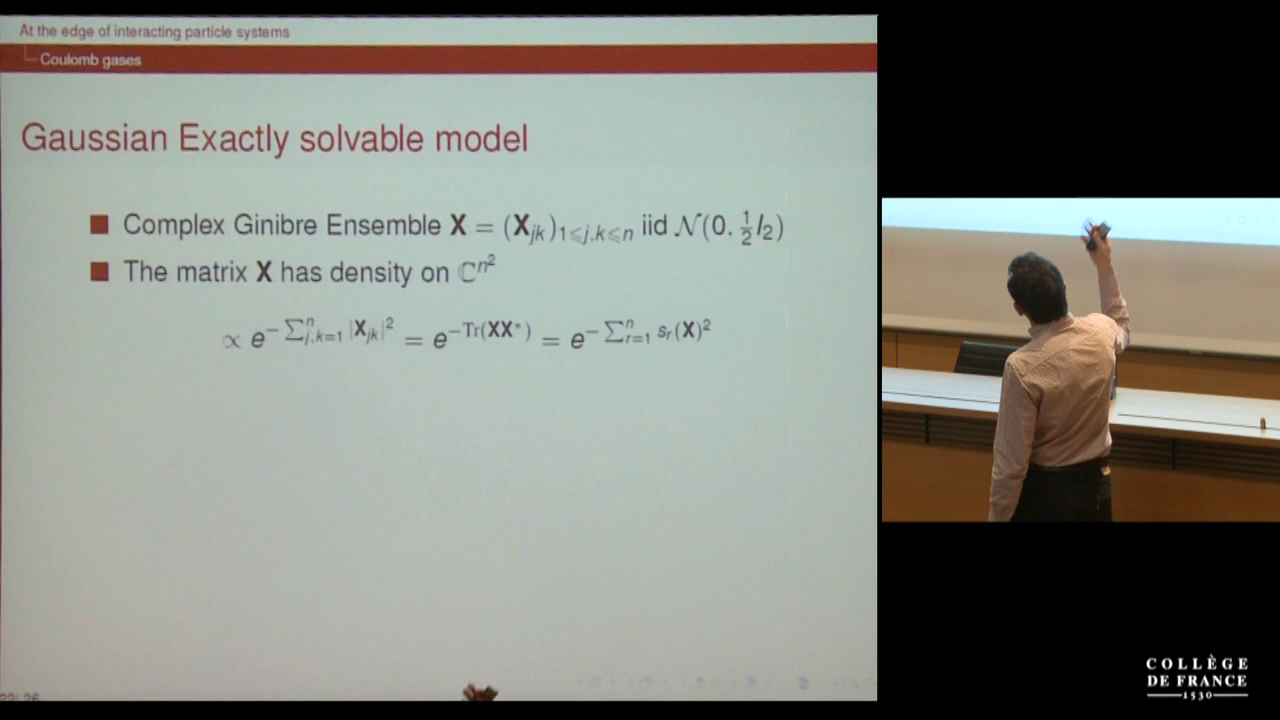 At the edge of interacting particle systems
Coulomb gases
Gaussian Exactly solvable model
Complex Ginibre Ensemble X = (X_{jk})_{1⩽j.k⩽n} iid 𝒩(0. ½I₂)
The matrix X has density on ℂ^{n²}
∝ e^{−∑_{j.k=1}^{n} |X_{jk}|²} = e^{−Tr(XX*)} = e^{−∑_{r=1}^{n} s_r(X)²}
COLLÈGE
DE FRANCE
1530